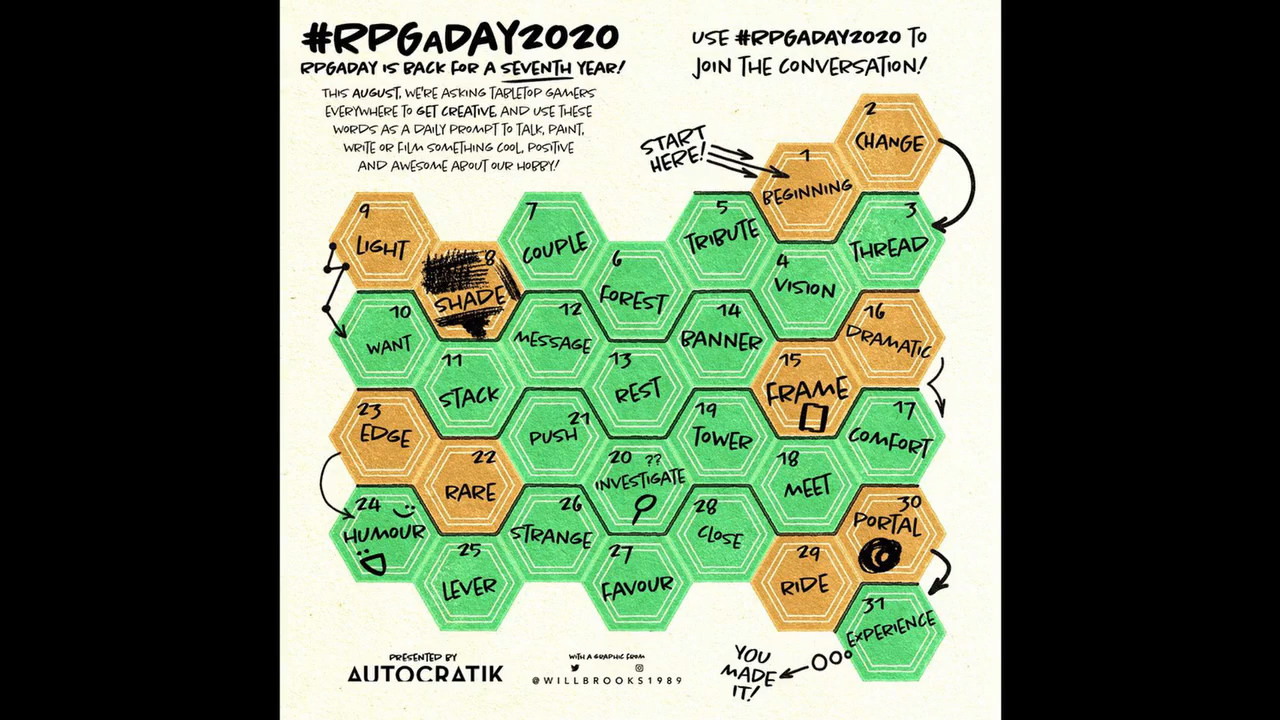 #RPGaDAY2020
RPGADAY IS BACK FOR A SEVENTH YEAR!
THIS AUGUST, WE'RE ASKING TABLETOP GAMERS
EVERYWHERE TO GET CREATIVE, AND USE THESE
WORDS AS A DAILY PROMPT TO TALK, PAINT,
WRITE OR FILM SOMETHING COOL, POSITIVE
AND AWESOME ABOUT OUR HOBBY!
USE #RPGADAY2020 TO
JOIN THE CONVERSATION!
START
HERE!
1
BEGINNING
2
CHANGE
3
THREAD
4
VISION
5
TRIBUTE
6
FOREST
7
COUPLE
8
SHADE
9
LIGHT
10
WANT
11
STACK
12
MESSAGE
13
REST
14
BANNER
15
FRAME
16
DRAMATIC
17
COMFORT
18
MEET
19
TOWER
20 ??
INVESTIGATE
21
PUSH
22
RARE
23
EDGE
24
HUMOUR
25
LEVER
26
STRANGE
27
FAVOUR
28
CLOSE
29
RIDE
30
PORTAL
31
EXPERIENCE
YOU
MADE
IT!
PRESENTED BY
AUTOCRATIK
WITH A GRAPHIC FROM
@WILLBROOKS1989